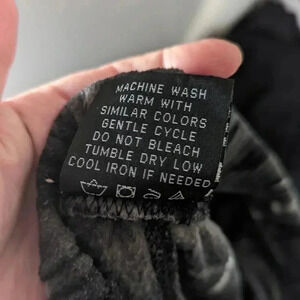 MACHINE WASH
WARM WITH
SIMILAR COLORS
GENTLE CYCLE
DO NOT BLEACH
TUMBLE DRY LOW
COOL IRON IF NEEDED